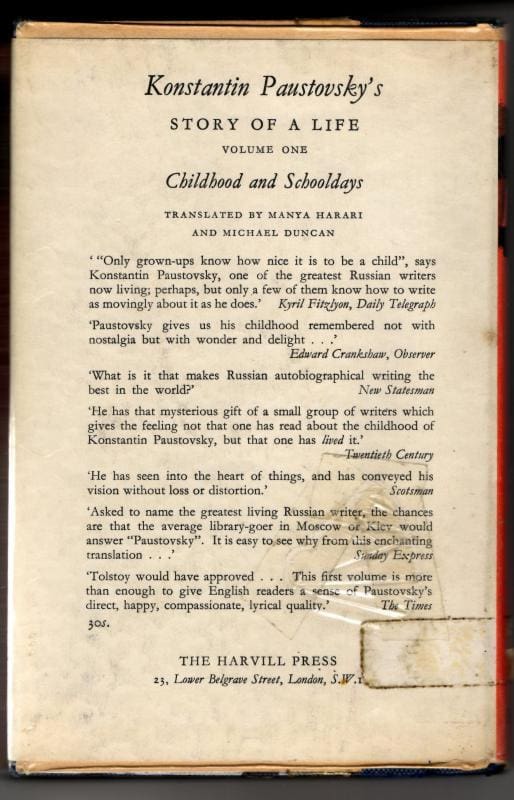 Konstantin Paustovsky's
STORY OF A LIFE
VOLUME ONE
Childhood and Schooldays
TRANSLATED BY MANYA HARARI
AND MICHAEL DUNCAN
' "Only grown-ups know how nice it is to be a child", says
Konstantin Paustovsky, one of the greatest Russian writers
now living; perhaps, but only a few of them know how to write
as movingly about it as he does.' Kyril Fitzlyon, Daily Telegraph
'Paustovsky gives us his childhood remembered not with
nostalgia but with wonder and delight . . .'
Edward Crankshaw, Observer
'What is it that makes Russian autobiographical writing the
best in the world?' New Statesman
'He has that mysterious gift of a small group of writers which
gives the feeling not that one has read about the childhood of
Konstantin Paustovsky, but that one has lived it.'
Twentieth Century
'He has seen into the heart of things, and has conveyed his
vision without loss or distortion.' Scotsman
'Asked to name the greatest living Russian writer, the chances
are that the average library-goer in Moscow or Kiev would
answer "Paustovsky". It is easy to see why from this enchanting
translation . . .' Sunday Express
'Tolstoy would have approved . . . This first volume is more
than enough to give English readers a sense of Paustovsky's
direct, happy, compassionate, lyrical quality.' The Times
30s.
THE HARVILL PRESS
23, Lower Belgrave Street, London, S.W.1